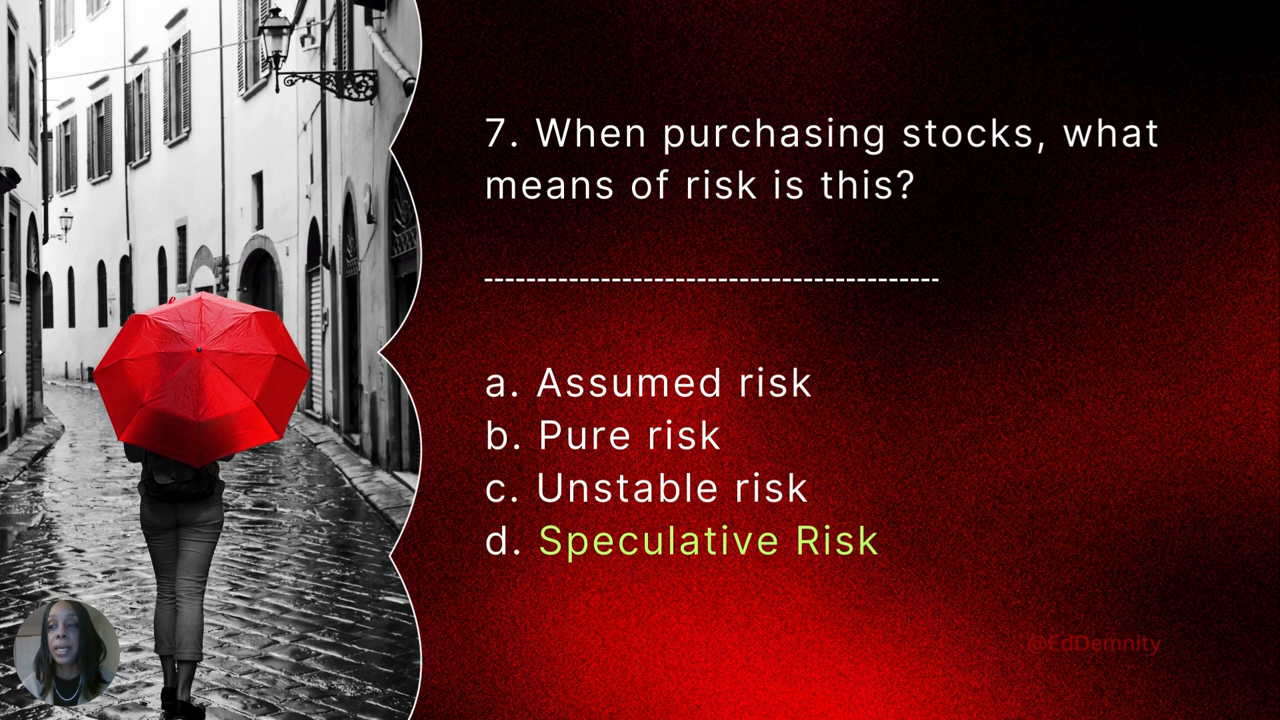 7. When purchasing stocks, what
means of risk is this?
a. Assumed risk
b. Pure risk
c. Unstable risk
d. Speculative Risk
@EdDemnity